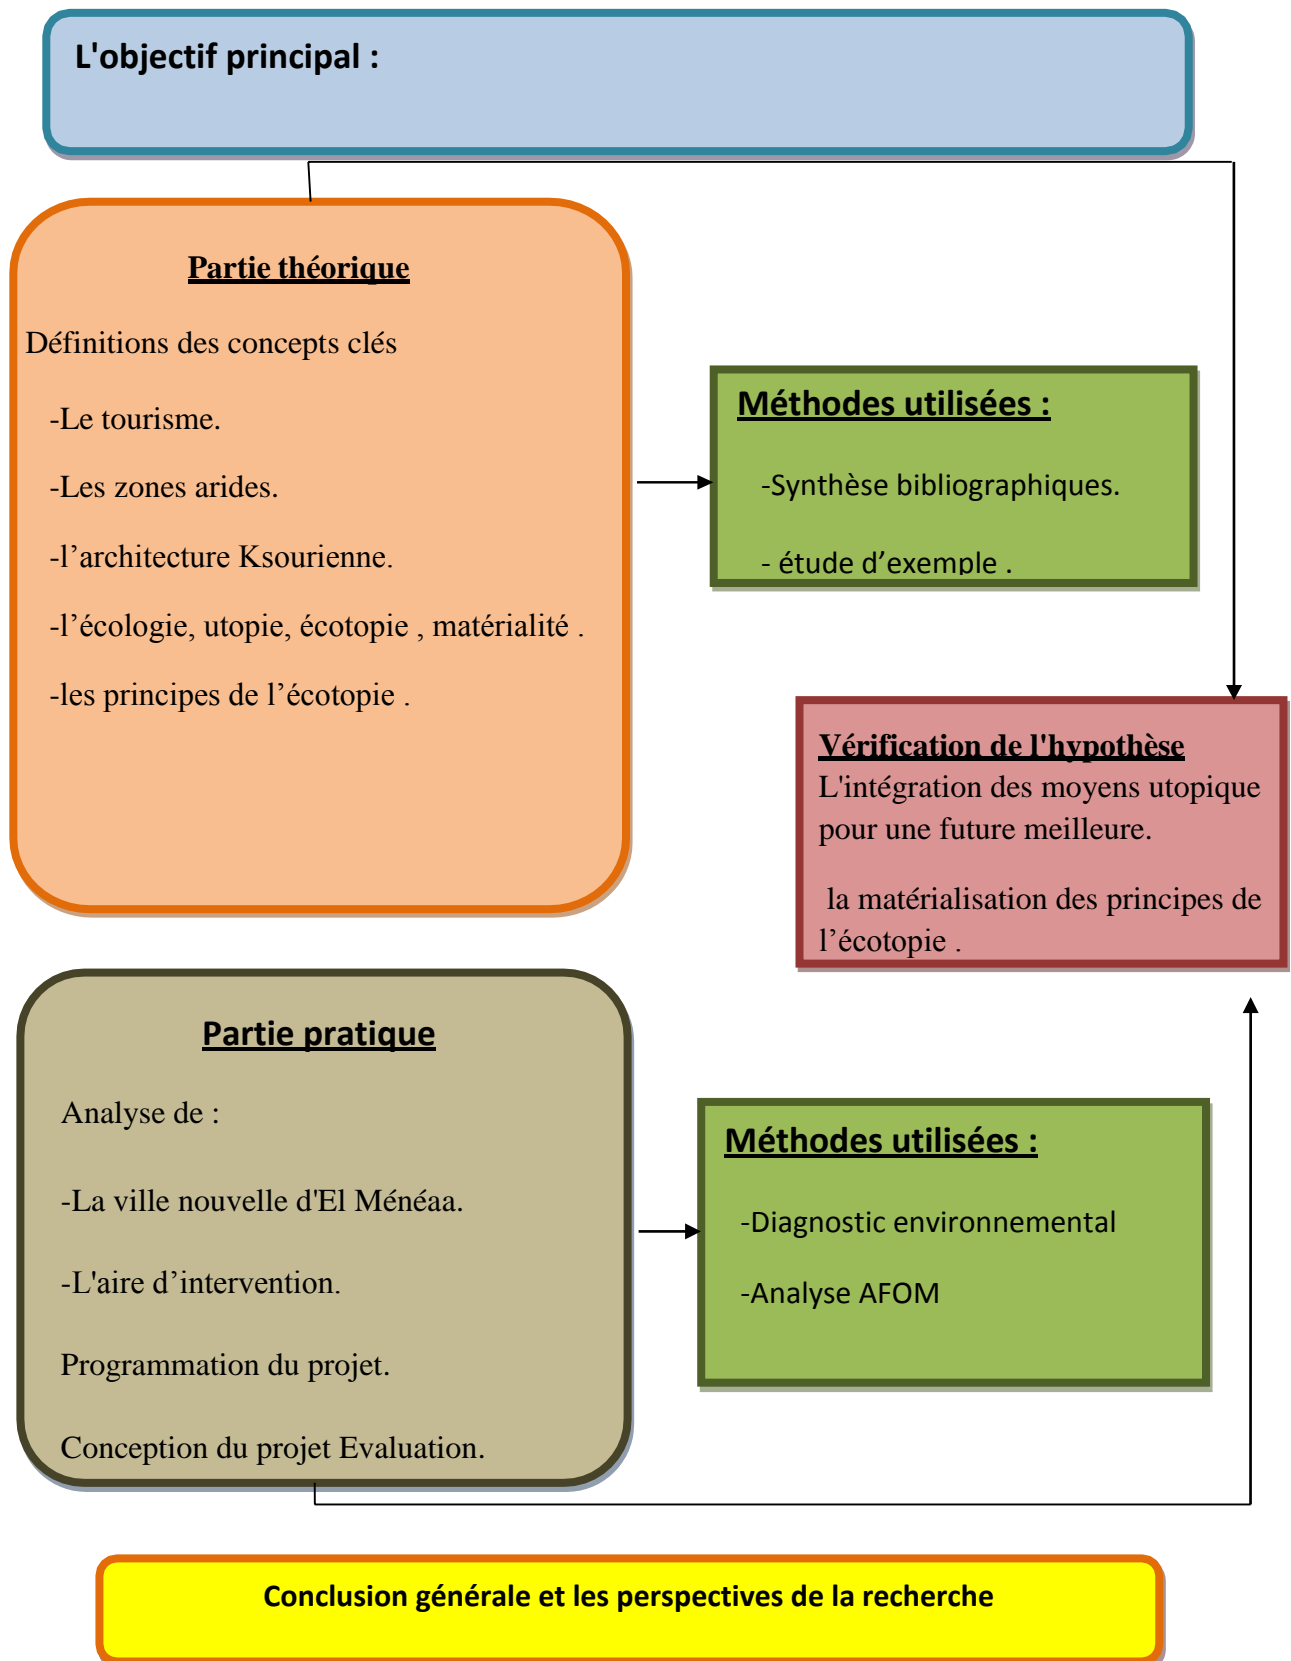 L'objectif principal :
Partie théorique
Définitions des concepts clés
-Le tourisme.
-Les zones arides.
-l’architecture Ksourienne.
-l’écologie, utopie, écotopie , matérialité .
-les principes de l’écotopie .
Méthodes utilisées :
-Synthèse bibliographiques.
- étude d’exemple .
Vérification de l'hypothèse
L'intégration des moyens utopique
pour une future meilleure.
la matérialisation des principes de
l’écotopie .
Partie pratique
Analyse de :
-La ville nouvelle d'El Ménéaa.
-L'aire d’intervention.
Programmation du projet.
Conception du projet Evaluation.
Méthodes utilisées :
-Diagnostic environnemental
-Analyse AFOM
Conclusion générale et les perspectives de la recherche